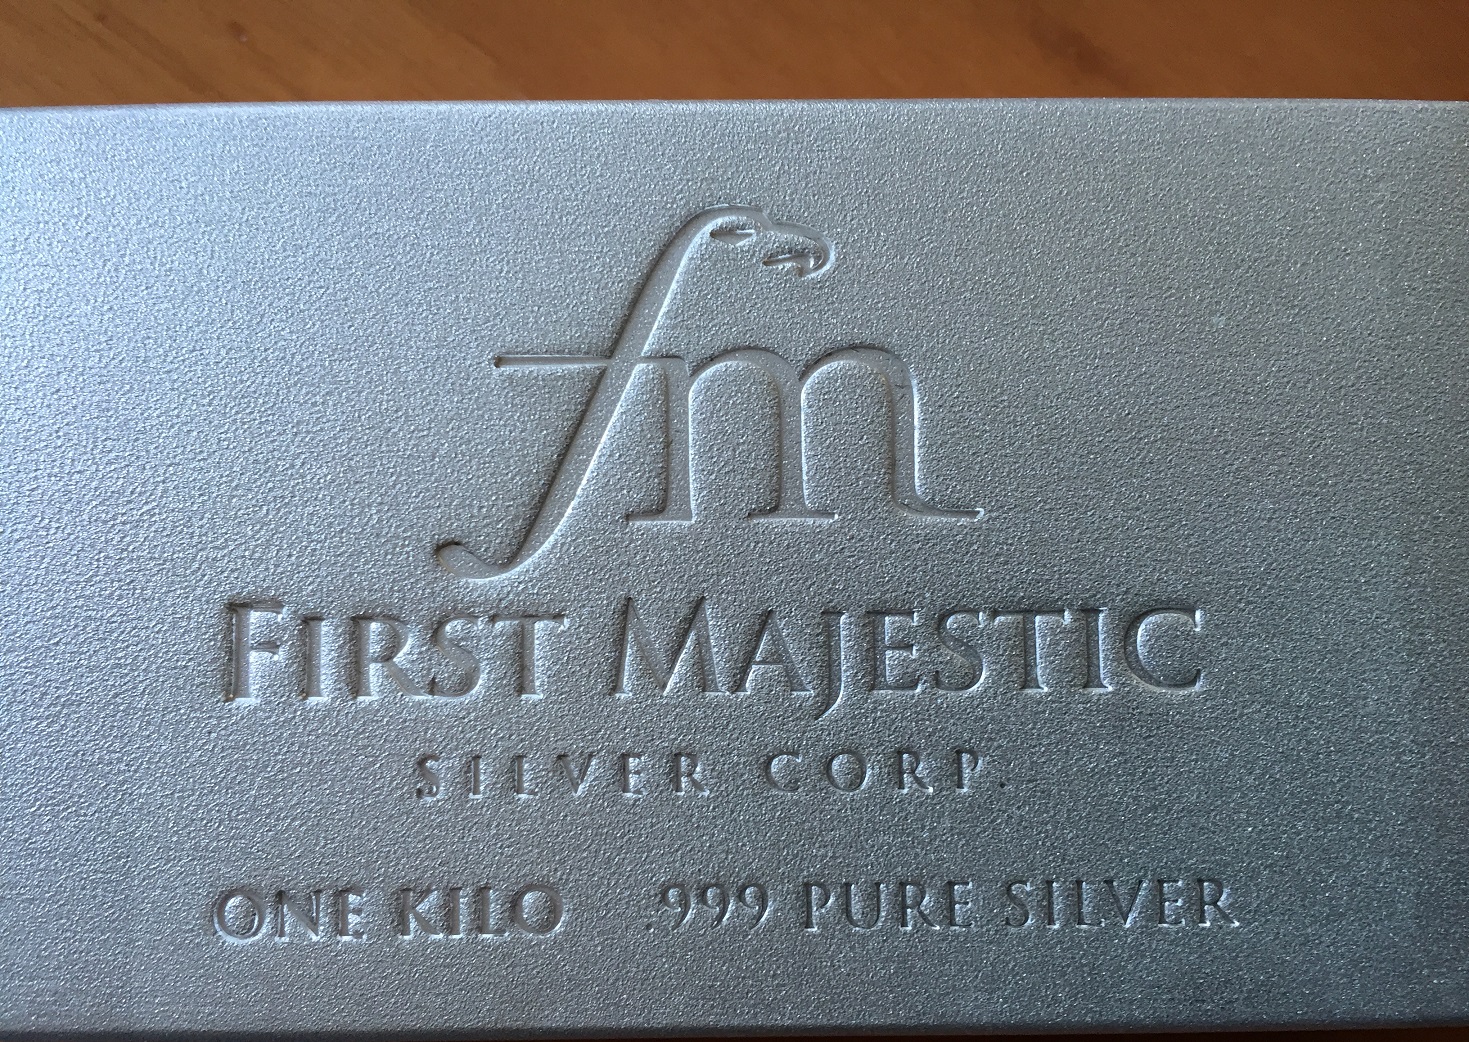 fm
FIRST MAJESTIC
SILVER CORP.
ONE KILO .999 PURE SILVER